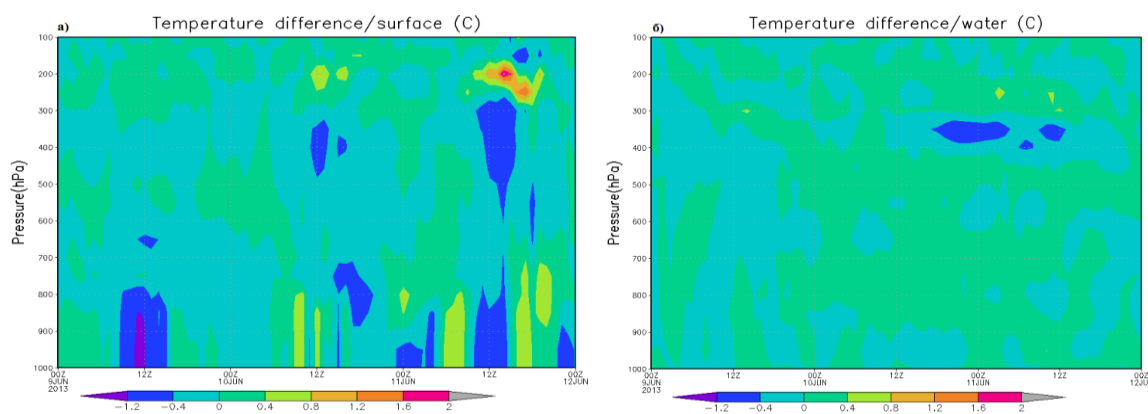 а)
Temperature difference/surface (C)
Pressure(hPa)
100
200
300
400
500
600
700
800
900
1000
00Z 12Z 00Z 12Z 00Z 12Z 00Z
9JUN 10JUN 11JUN 12JUN
2013
-1.2 -0.4 0 0.4 0.8 1.2 1.6 2
б)
Temperature difference/water (C)
Pressure(hPa)
100
200
300
400
500
600
700
800
900
1000
00Z 12Z 00Z 12Z 00Z 12Z 00Z
9JUN 10JUN 11JUN 12JUN
2013
-1.2 -0.4 0 0.4 0.8 1.2 1.6 2